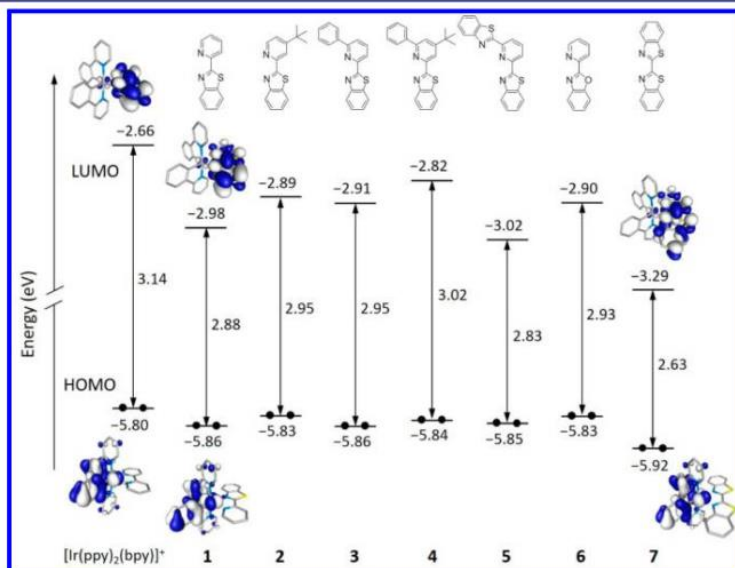 N N S
N N S
N N S
N N S
S N N N S
N N O
S N N S
−2.66
LUMO
−2.98
−2.89
−2.91
−2.82
−3.02
−2.90
−3.29
Energy (eV)
3.14
2.88
2.95
2.95
3.02
2.83
2.93
2.63
HOMO
−5.80
−5.86
−5.83
−5.86
−5.84
−5.85
−5.83
−5.92
[Ir(ppy)₂(bpy)]⁺ 1 2 3 4 5 6 7